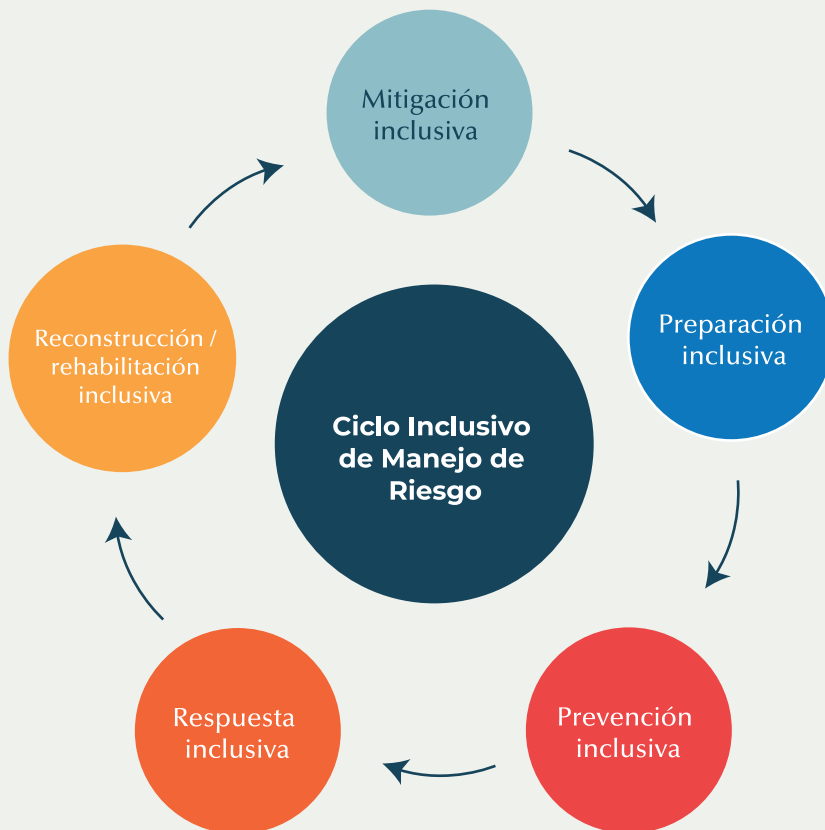 Mitigación
inclusiva
Preparación
inclusiva
Reconstrucción /
rehabilitación
inclusiva
Ciclo Inclusivo
de Manejo de
Riesgo
Respuesta
inclusiva
Prevención
inclusiva